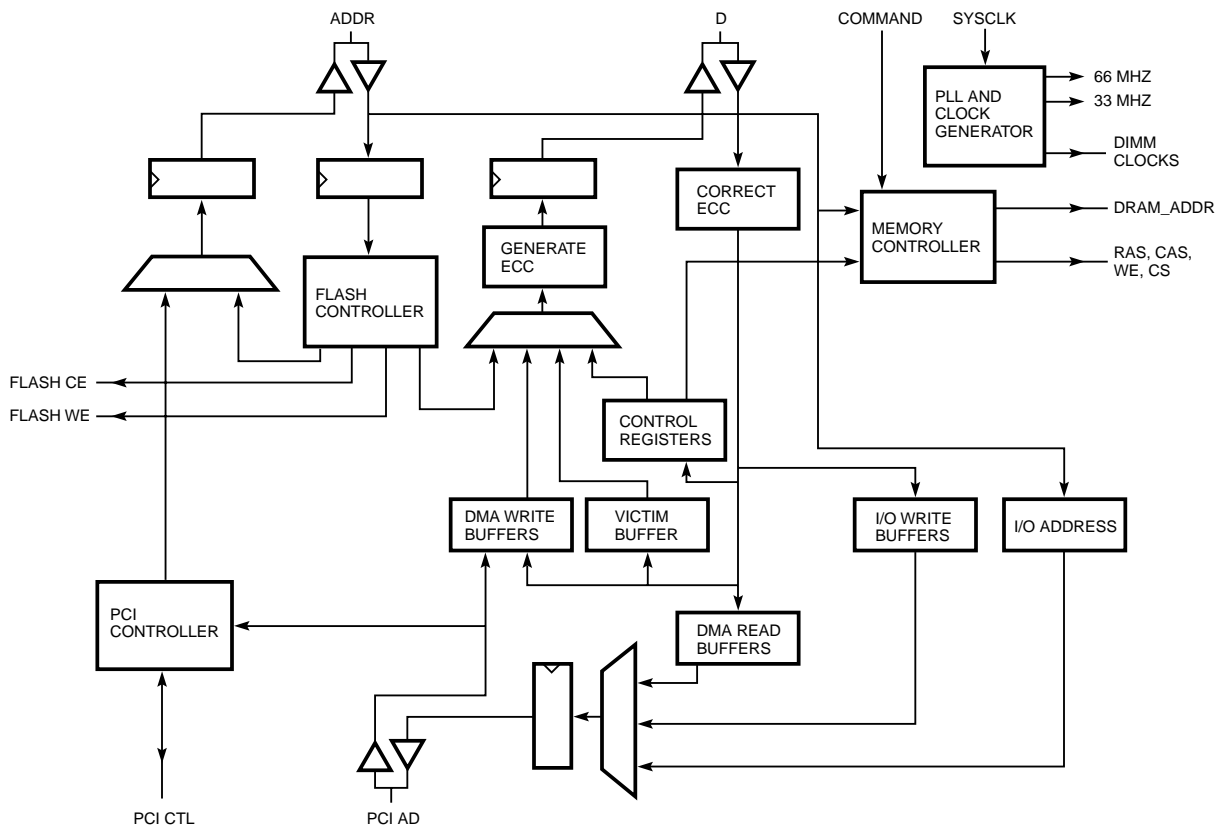 ADDR
D
COMMAND
SYSCLK
PLL AND
CLOCK
GENERATOR
66 MHZ
33 MHZ
DIMM
CLOCKS
CORRECT
ECC
MEMORY
CONTROLLER
DRAM_ADDR
RAS, CAS,
WE, CS
GENERATE
ECC
FLASH
CONTROLLER
FLASH CE
FLASH WE
CONTROL
REGISTERS
DMA WRITE
BUFFERS
VICTIM
BUFFER
I/O WRITE
BUFFERS
I/O ADDRESS
PCI
CONTROLLER
DMA READ
BUFFERS
PCI CTL
PCI AD